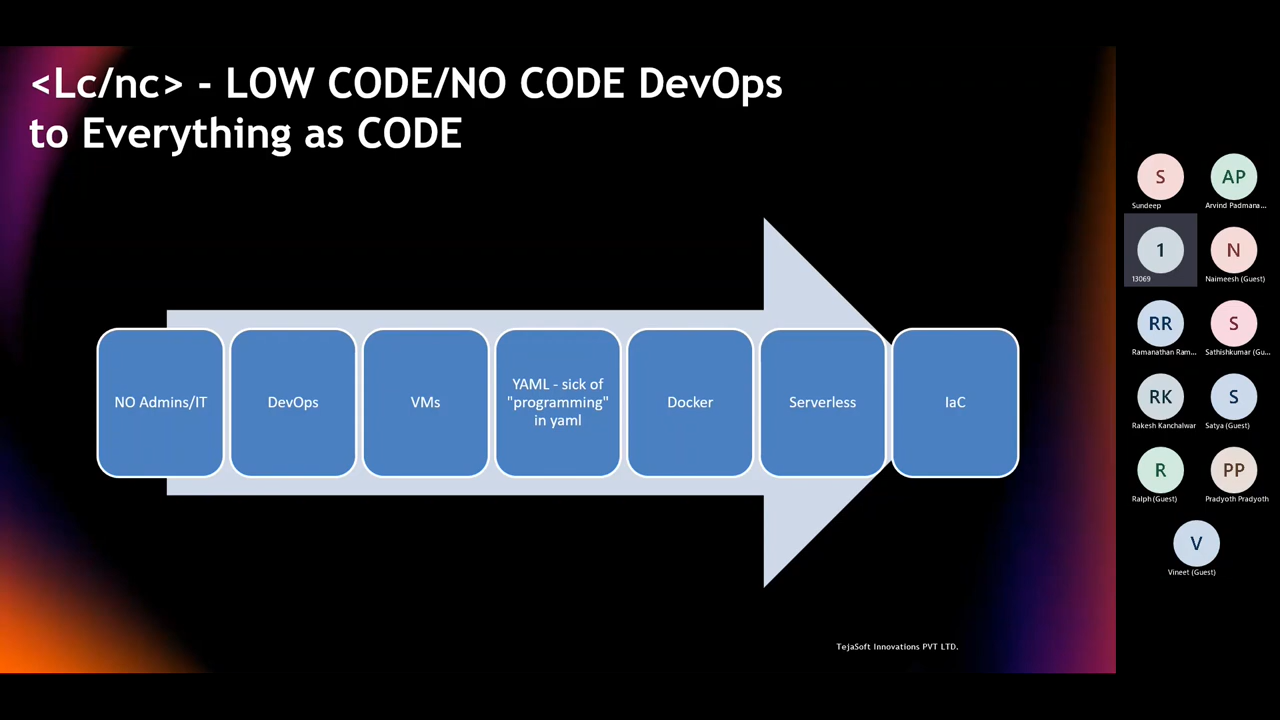 <Lc/nc> - LOW CODE/NO CODE DevOps
to Everything as CODE
NO Admins/IT
DevOps
VMs
YAML - sick of
"programming"
in yaml
Docker
Serverless
IaC
TejaSoft Innovations PVT LTD.
S
Sundeep
AP
Arvind Padmana...
1
13069
N
Naimeesh (Guest)
RR
Ramanathan Ram...
S
Sathishkumar (Gu...
RK
Rakesh Kanchalwar
S
Satya (Guest)
R
Ralph (Guest)
PP
Pradyoth Pradyoth
V
Vineet (Guest)